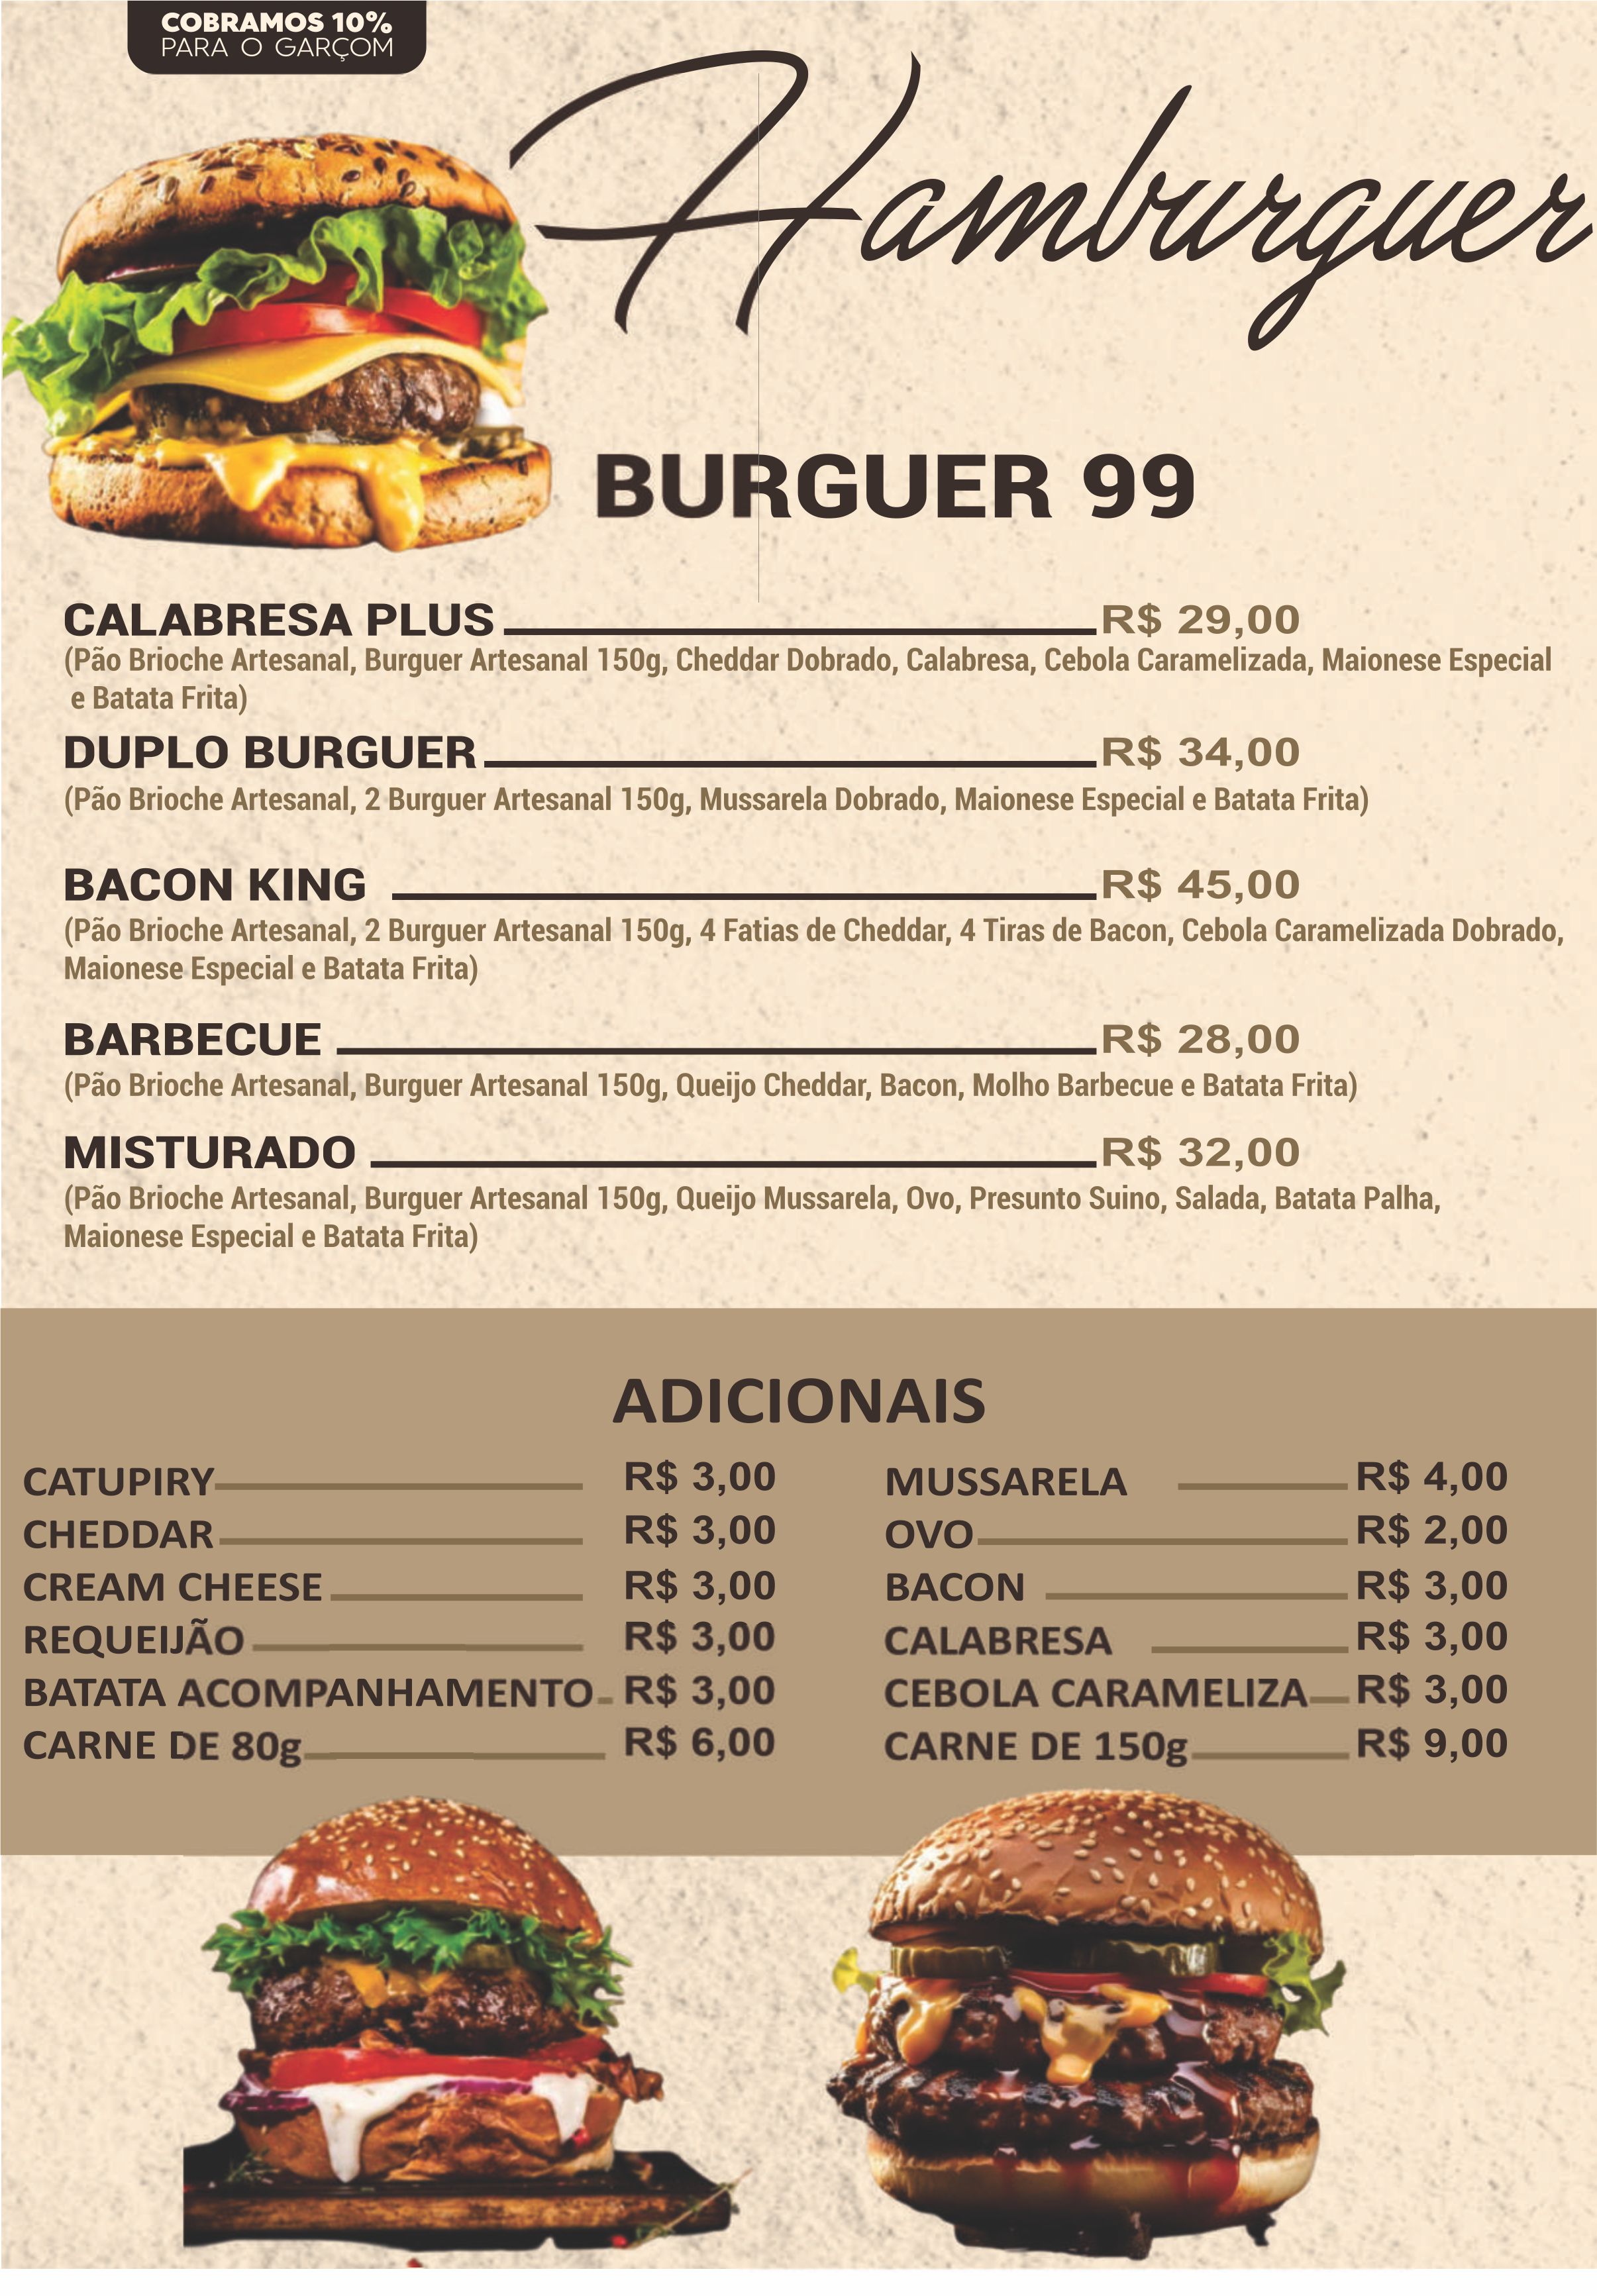 COBRAMOS 10%
PARA O GARÇOM
Hamburguer
BURGUER 99
CALABRESA PLUS R$ 29,00
(Pão Brioche Artesanal, Burguer Artesanal 150g, Cheddar Dobrado, Calabresa, Cebola Caramelizada, Maionese Especial
e Batata Frita)
DUPLO BURGUER R$ 34,00
(Pão Brioche Artesanal, 2 Burguer Artesanal 150g, Mussarela Dobrado, Maionese Especial e Batata Frita)
BACON KING R$ 45,00
(Pão Brioche Artesanal, 2 Burguer Artesanal 150g, 4 Fatias de Cheddar, 4 Tiras de Bacon, Cebola Caramelizada Dobrado,
Maionese Especial e Batata Frita)
BARBECUE R$ 28,00
(Pão Brioche Artesanal, Burguer Artesanal 150g, Queijo Cheddar, Bacon, Molho Barbecue e Batata Frita)
MISTURADO R$ 32,00
(Pão Brioche Artesanal, Burguer Artesanal 150g, Queijo Mussarela, Ovo, Presunto Suino, Salada, Batata Palha,
Maionese Especial e Batata Frita)
ADICIONAIS
CATUPIRY R$ 3,00
CHEDDAR R$ 3,00
CREAM CHEESE R$ 3,00
REQUEIJÃO R$ 3,00
BATATA ACOMPANHAMENTO R$ 3,00
CARNE DE 80g R$ 6,00
MUSSARELA R$ 4,00
OVO R$ 2,00
BACON R$ 3,00
CALABRESA R$ 3,00
CEBOLA CARAMELIZA R$ 3,00
CARNE DE 150g R$ 9,00